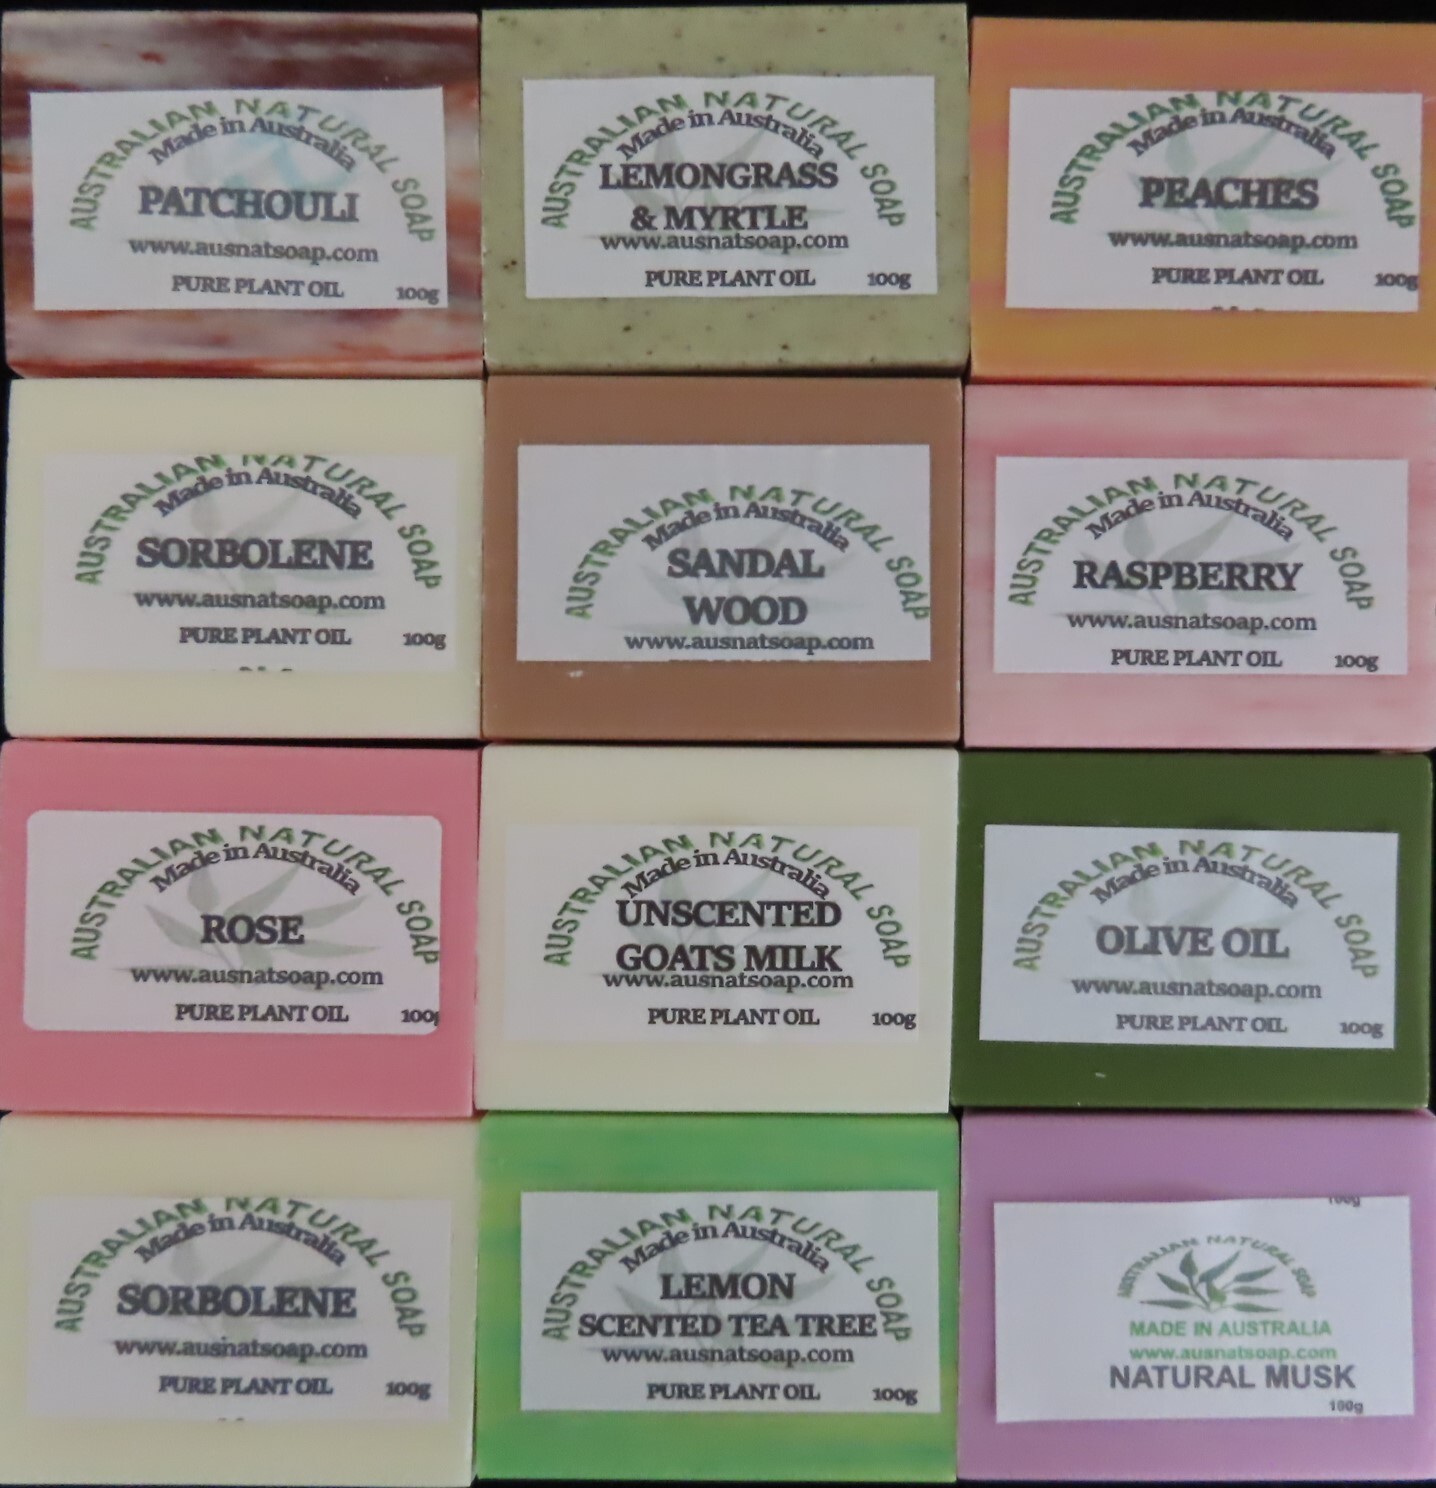 AUSTRALIAN NATURAL SOAP
Made in Australia
PATCHOULI
www.ausnatsoap.com
PURE PLANT OIL 100g
AUSTRALIAN NATURAL SOAP
Made in Australia
LEMONGRASS
& MYRTLE
www.ausnatsoap.com
PURE PLANT OIL 100g
AUSTRALIAN NATURAL SOAP
Made in Australia
PEACHES
www.ausnatsoap.com
PURE PLANT OIL 100g
AUSTRALIAN NATURAL SOAP
Made in Australia
SORBOLENE
www.ausnatsoap.com
PURE PLANT OIL 100g
AUSTRALIAN NATURAL SOAP
Made in Australia
SANDAL
WOOD
www.ausnatsoap.com
AUSTRALIAN NATURAL SOAP
Made in Australia
RASPBERRY
www.ausnatsoap.com
PURE PLANT OIL 100g
AUSTRALIAN NATURAL SOAP
Made in Australia
ROSE
www.ausnatsoap.com
PURE PLANT OIL 100g
AUSTRALIAN NATURAL SOAP
Made in Australia
UNSCENTED
GOATS MILK
www.ausnatsoap.com
PURE PLANT OIL 100g
AUSTRALIAN NATURAL SOAP
Made in Australia
OLIVE OIL
www.ausnatsoap.com
PURE PLANT OIL 100g
AUSTRALIAN NATURAL SOAP
Made in Australia
SORBOLENE
www.ausnatsoap.com
PURE PLANT OIL 100g
AUSTRALIAN NATURAL SOAP
Made in Australia
LEMON
SCENTED TEA TREE
www.ausnatsoap.com
PURE PLANT OIL 100g
100g
AUSTRALIAN NATURAL SOAP
MADE IN AUSTRALIA
www.ausnatsoap.com
NATURAL MUSK
100g